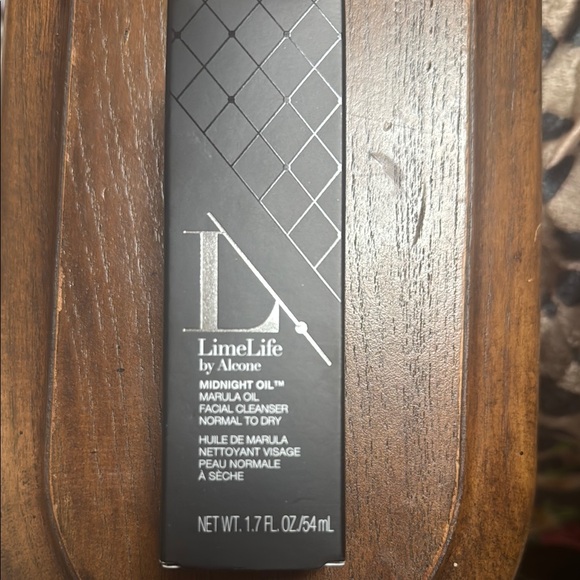 L
LimeLife
by Alcone
MIDNIGHT OIL™
MARULA OIL
FACIAL CLEANSER
NORMAL TO DRY
HUILE DE MARULA
NETTOYANT VISAGE
PEAU NORMALE
À SÈCHE
NET WT. 1.7 FL. OZ./54 mL